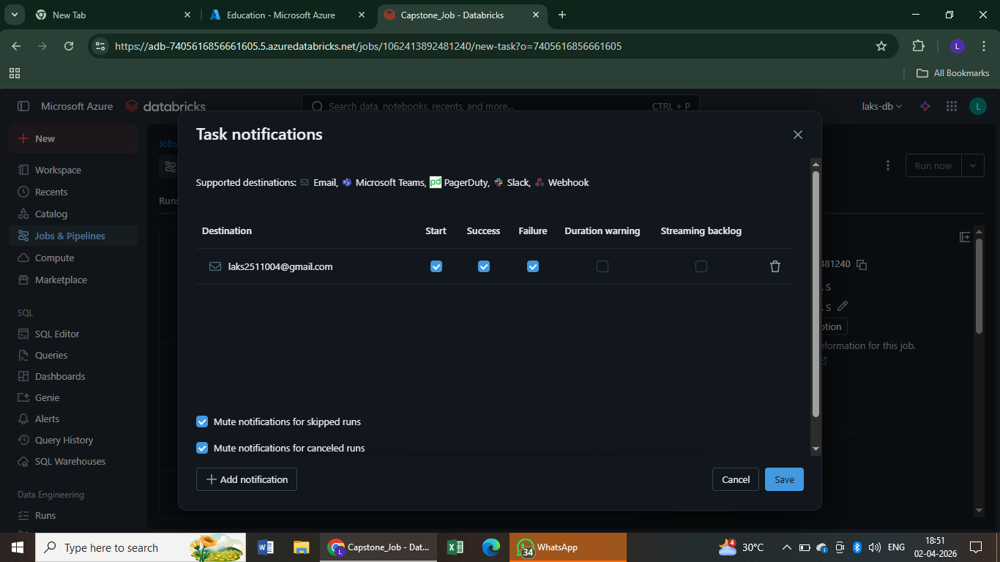 New Tab
Education - Microsoft Azure
Capstone_Job - Databricks
https://adb-7405616856661605.5.azuredatabricks.net/jobs/1062413892481240/new-task?o=7405616856661605
L
All Bookmarks
Microsoft Azure
databricks
Search data, notebooks, recents, and more...
CTRL + P
laks-db
L
New
Workspace
Recents
Catalog
Jobs & Pipelines
Compute
Marketplace
SQL
SQL Editor
Queries
Dashboards
Genie
Alerts
Query History
SQL Warehouses
Data Engineering
Runs
Jobs
Runs
Run now
481240
S
S
ption
nformation for this job.
Task notifications
Supported destinations: Email, Microsoft Teams, pd PagerDuty, Slack, Webhook
Destination Start Success Failure Duration warning Streaming backlog
laks2511004@gmail.com
Mute notifications for skipped runs
Mute notifications for canceled runs
Add notification
Cancel
Save
Type here to search
Capstone_Job - Dat...
L
WhatsApp
34
4
30°C
ENG
18:51
02-04-2026